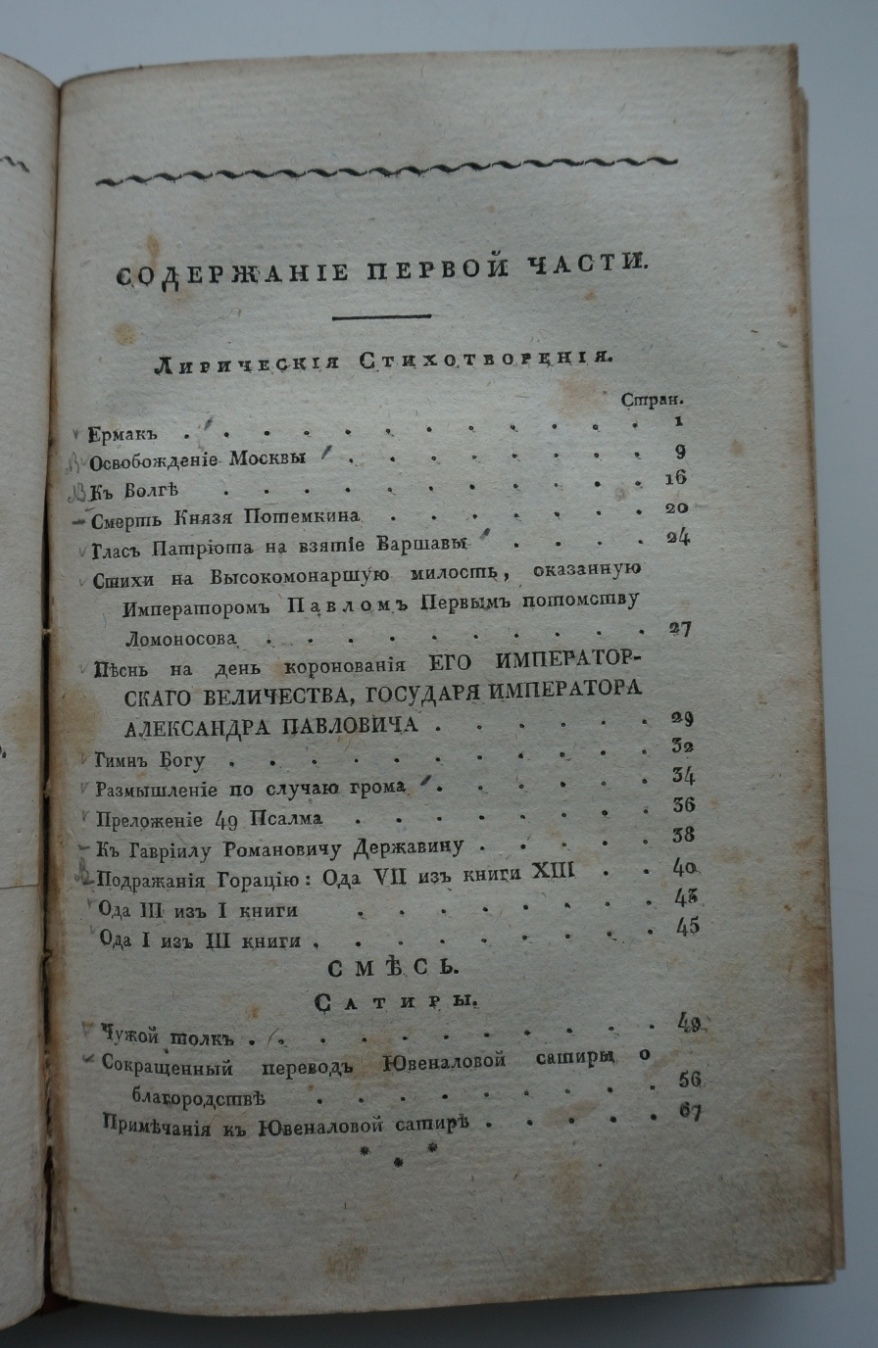 СОДЕРЖАНІЕ ПЕРВОЙ ЧАСТИ.
Лирическія Стихотворенія.
Стран.
Ермакъ . . . . . . . . . . . . 1
Освобожденіе Москвы . . . . . . . . 9
Къ Волгѣ . . . . . . . . . . . 16
Смерть Князя Потемкина . . . . . . . 20
Гласъ Патріота на взятіе Варшавы . . . . 24
Стихи на Высокомонаршую милость, оказанную
Императоромъ Павломъ Первымъ потомству
Ломоносова . . . . . . . . . . 27
Пѣснь на день коронованія ЕГО ИМПЕРАТОР-
СКАГО ВЕЛИЧЕСТВА, ГОСУДАРЯ ИМПЕРАТОРА
АЛЕКСАНДРА ПАВЛОВИЧА . . . . . . 29
Гимнъ Богу . . . . . . . . . . . 32
Размышленіе по случаю грома . . . . . . 34
Преложеніе 49 Псалма . . . . . . . . 36
Къ Гавріилу Романовичу Державину . . . . . 38
Подражанія Горацію: Ода VII изъ книги XIII . . 40
Ода III изъ I книги . . . . . . . . 43
Ода I изъ III книги . . . . . . . . . 45
СМѢСЬ.
Сатиры.
Чужой толкъ . . . . . . . . . . . 49
Сокращенный переводъ Ювеналовой сатиры о
благородствѣ . . . . . . . . . 56
Примѣчанія къ Ювеналовой сатирѣ . . . . . 67
* * *